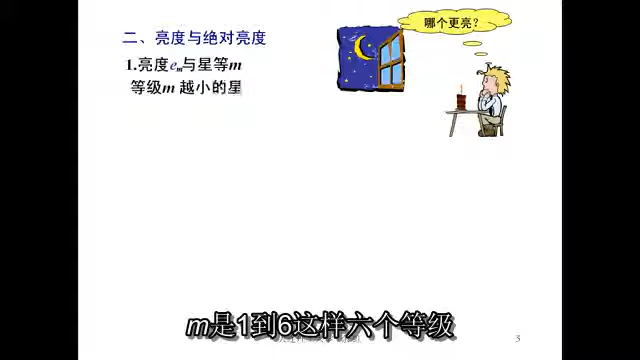 哪个更亮?
二、亮度与绝对亮度
1.亮度em与星等m
等级m 越小的星
m是1到6这样六个等级
3